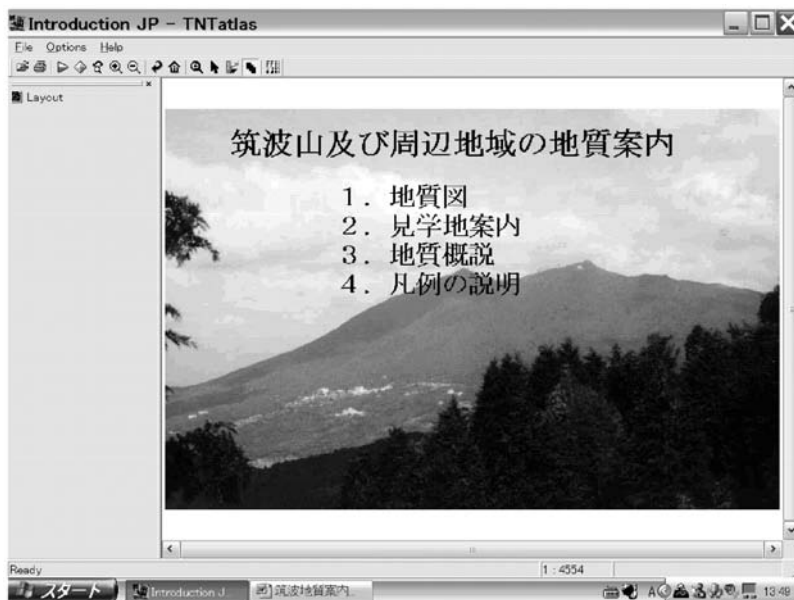 Introduction JP - TNTatlas
File Options Help
Layout
筑波山及び周辺地域の地質案内
1．地質図
2．見学地案内
3．地質概説
4．凡例の説明
Ready
1 : 4554
スタート
Introduction J...
筑波地質案内...
A
13:49